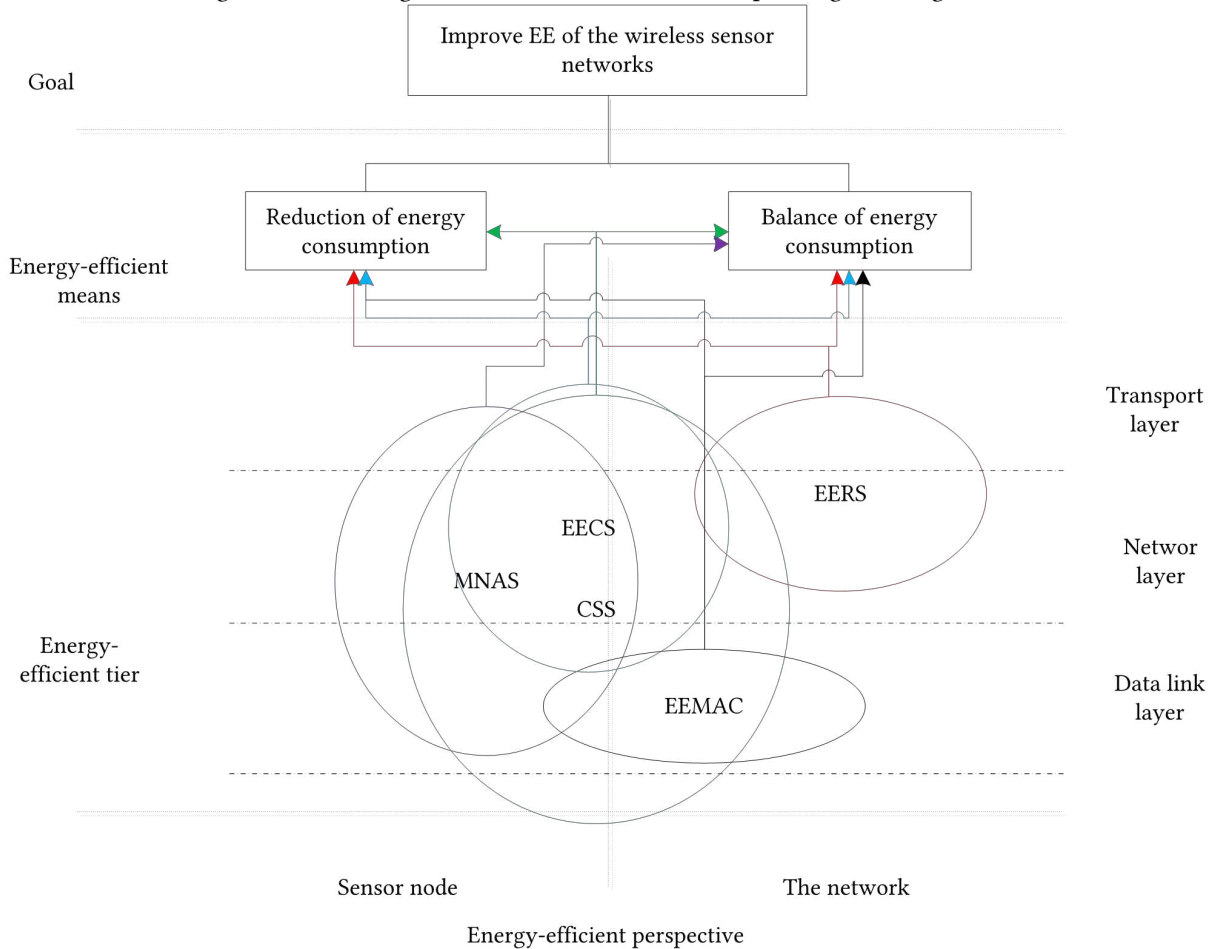 Improve EE of the wireless sensor
networks
Goal
Reduction of energy
consumption
Balance of energy
consumption
Energy-efficient
means
Transport
layer
EERS
EECS
Networ
layer
MNAS
CSS
Energy-
efficient tier
EEMAC
Data link
layer
Sensor node
The network
Energy-efficient perspective